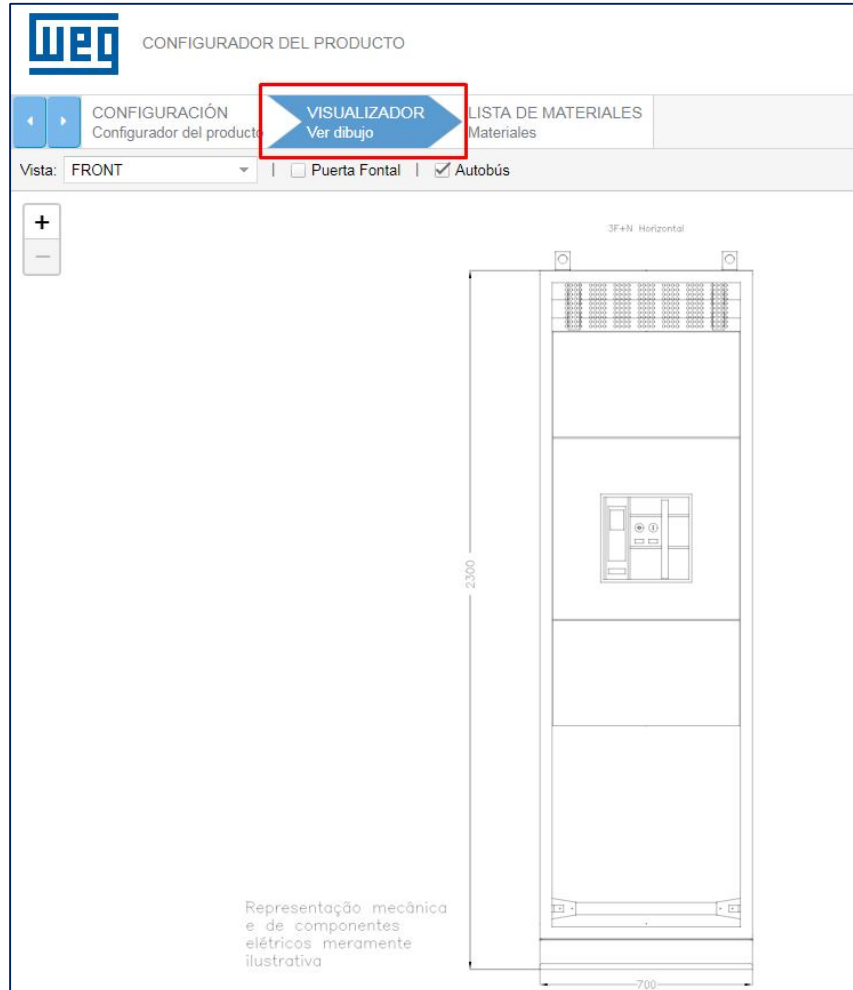 weg
CONFIGURADOR DEL PRODUCTO
CONFIGURACIÓN
Configurador del producto
VISUALIZADOR
Ver dibujo
LISTA DE MATERIALES
Materiales
Vista: FRONT | Puerta Fontal | Autobús
+
−
3F+N Horizontal
2300
Representação mecânica
e de componentes
elétricos meramente
ilustrativa
700